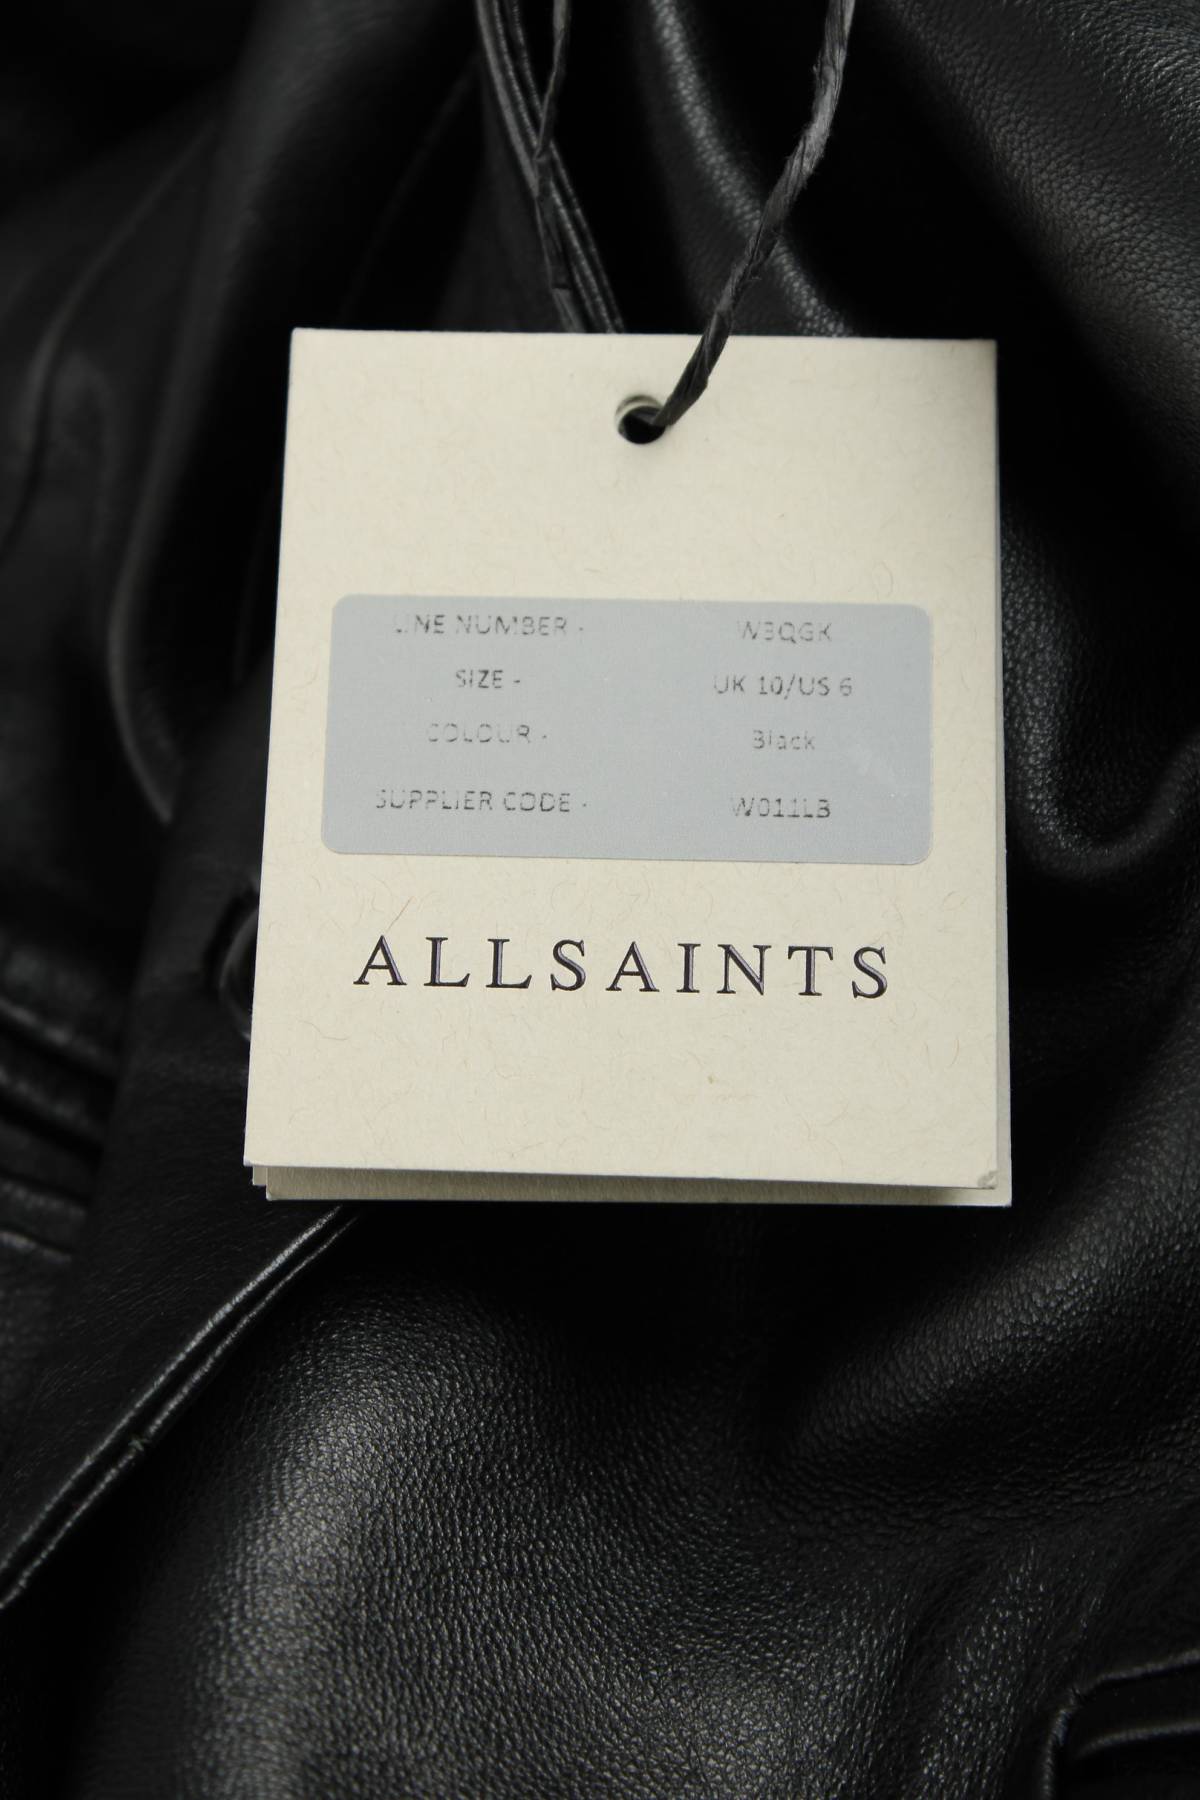 LINE NUMBER - W3QGK
SIZE - UK 10/US 6
COLOUR - Black
SUPPLIER CODE - W011LB
ALLSAINTS